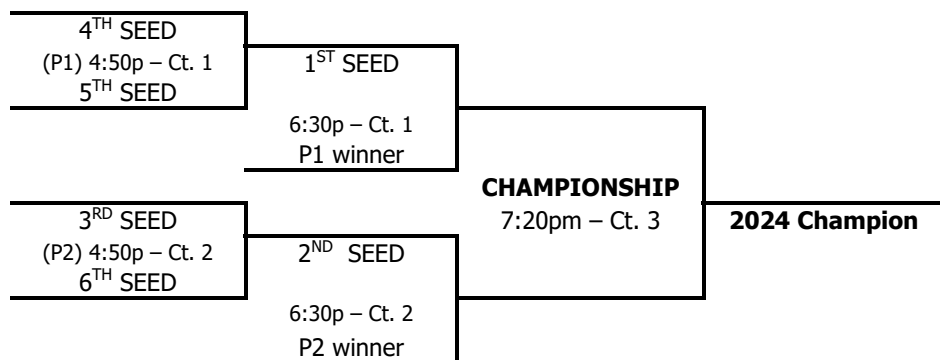 4TH SEED
(P1) 4:50p – Ct. 1
5TH SEED
1ST SEED
6:30p – Ct. 1
P1 winner
3RD SEED
(P2) 4:50p – Ct. 2
6TH SEED
2ND SEED
6:30p – Ct. 2
P2 winner
CHAMPIONSHIP
7:20pm – Ct. 3
2024 Champion